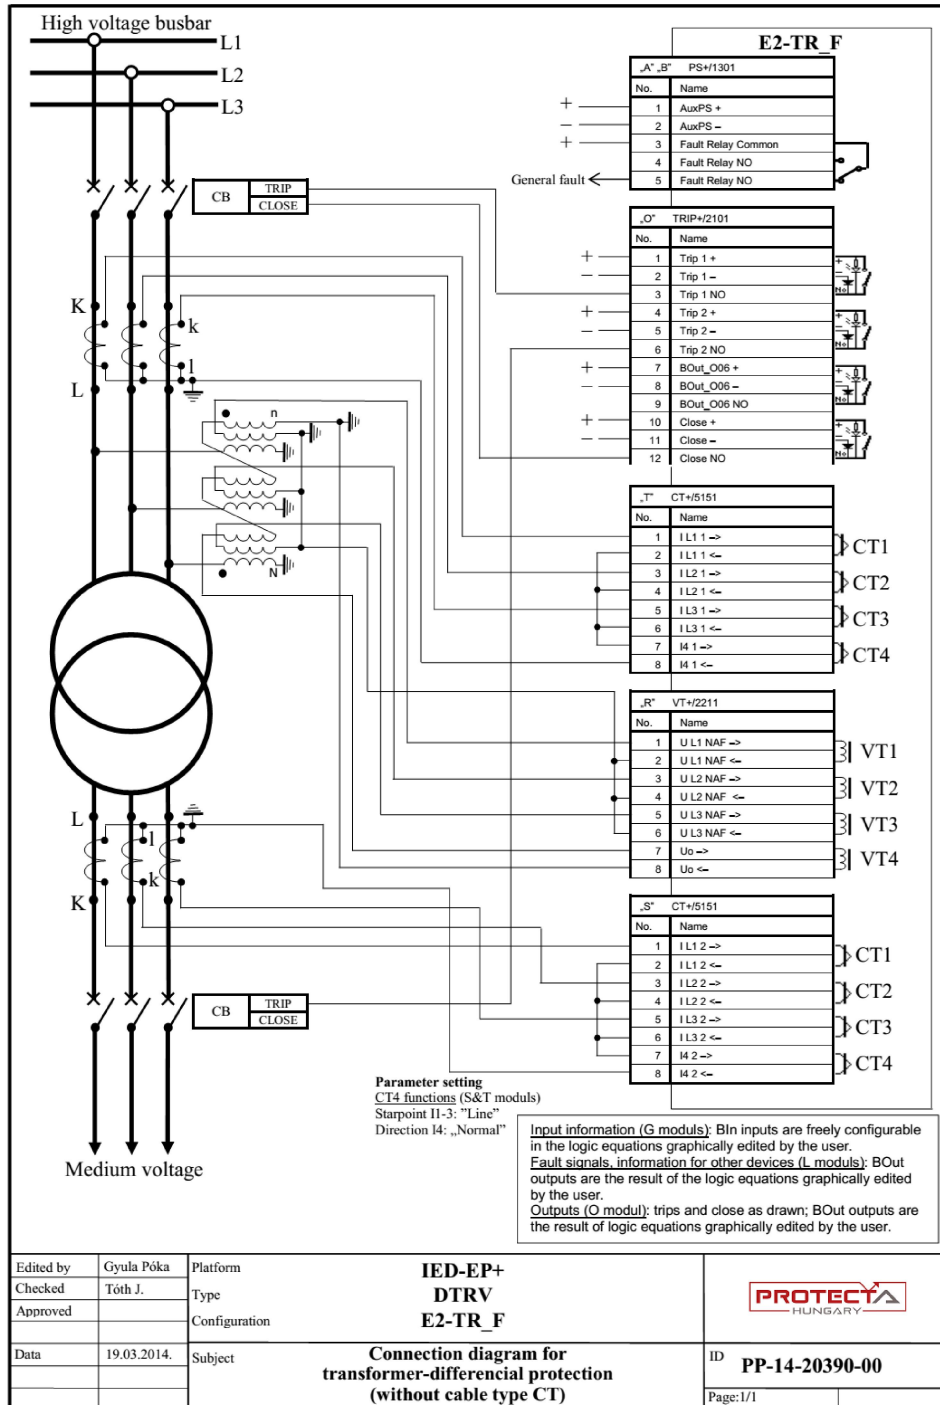 High voltage busbar
L1
L2
L3
E2-TR_F
„A" „B" PS+/1301
No. Name
1 AuxPS +
2 AuxPS –
3 Fault Relay Common
4 Fault Relay NO
5 Fault Relay NO
+
–
+
General fault
CB TRIP
CLOSE
„O" TRIP+/2101
No. Name
1 Trip 1 +
2 Trip 1 –
3 Trip 1 NO
4 Trip 2 +
5 Trip 2 –
6 Trip 2 NO
7 BOut_O06 +
8 BOut_O06 –
9 BOut_O06 NO
10 Close +
11 Close –
12 Close NO
+
–
+
–
+
–
+
–
K
k
l
L
n
N
„T" CT+/5151
No. Name
1 I L1 1 –>
2 I L1 1 <–
3 I L2 1 –>
4 I L2 1 <–
5 I L3 1 –>
6 I L3 1 <–
7 I4 1 –>
8 I4 1 <–
CT1
CT2
CT3
CT4
„R" VT+/2211
No. Name
1 U L1 NAF –>
2 U L1 NAF <–
3 U L2 NAF –>
4 U L2 NAF <–
5 U L3 NAF –>
6 U L3 NAF <–
7 Uo –>
8 Uo <–
VT1
VT2
VT3
VT4
L
l
k
K
„S" CT+/5151
No. Name
1 I L1 2 –>
2 I L1 2 <–
3 I L2 2 –>
4 I L2 2 <–
5 I L3 2 –>
6 I L3 2 <–
7 I4 2 –>
8 I4 2 <–
CT1
CT2
CT3
CT4
CB TRIP
CLOSE
Parameter setting
CT4 functions (S&T moduls)
Starpoint I1-3: "Line"
Direction I4: „Normal"
Medium voltage
Input information (G moduls): BIn inputs are freely configurable
in the logic equations graphically edited by the user.
Fault signals, information for other devices (L moduls): BOut
outputs are the result of the logic equations graphically edited
by the user.
Outputs (O modul): trips and close as drawn; BOut outputs are
the result of logic equations graphically edited by the user.
Edited by Gyula Póka
Checked Tóth J.
Approved
Data 19.03.2014.
Platform IED-EP+
Type DTRV
Configuration E2-TR_F
Subject Connection diagram for
transformer-differencial protection
(without cable type CT)
PROTECTA
HUNGARY
ID PP-14-20390-00
Page:1/1